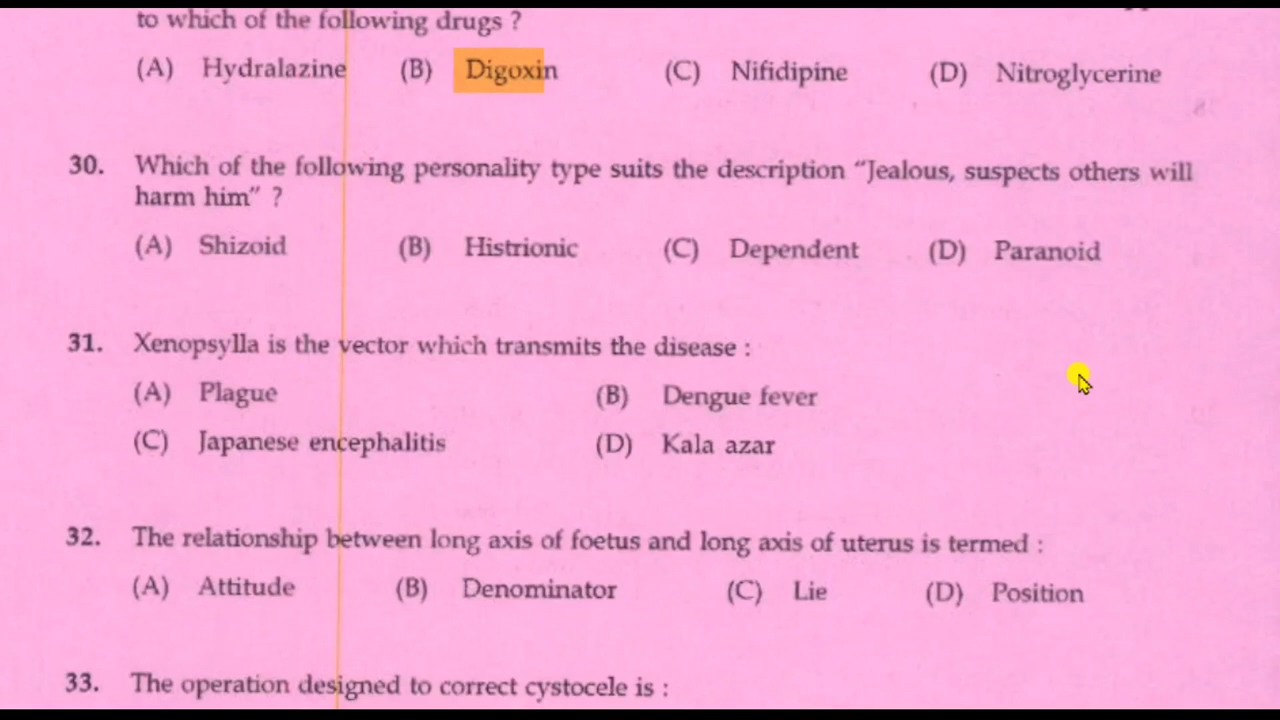 to which of the following drugs ?
(A) Hydralazine (B) Digoxin (C) Nifidipine (D) Nitroglycerine
30. Which of the following personality type suits the description “Jealous, suspects others will
harm him” ?
(A) Shizoid (B) Histrionic (C) Dependent (D) Paranoid
31. Xenopsylla is the vector which transmits the disease :
(A) Plague (B) Dengue fever
(C) Japanese encephalitis (D) Kala azar
32. The relationship between long axis of foetus and long axis of uterus is termed :
(A) Attitude (B) Denominator (C) Lie (D) Position
33. The operation designed to correct cystocele is :